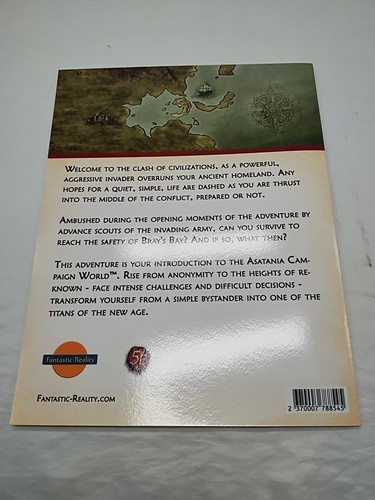 Welcome to the clash of civilizations, as a powerful,
aggressive invader overruns your ancient homeland. Any
hopes for a quiet, simple, life are dashed as you are thrust
into the middle of the conflict, prepared or not.
Ambushed during the opening moments of the adventure by
advance scouts of the invading army, can you survive to
reach the safety of Bray's Bay? And if so, what then?
This adventure is your introduction to the Asatania Cam-
paign World™. Rise from anonymity to the heights of re-
known - face intense challenges and difficult decisions -
transform yourself from a simple bystander into one of the
titans of the new age.
Fantastic Reality
Fantastic-Reality.com
2 370007 788545